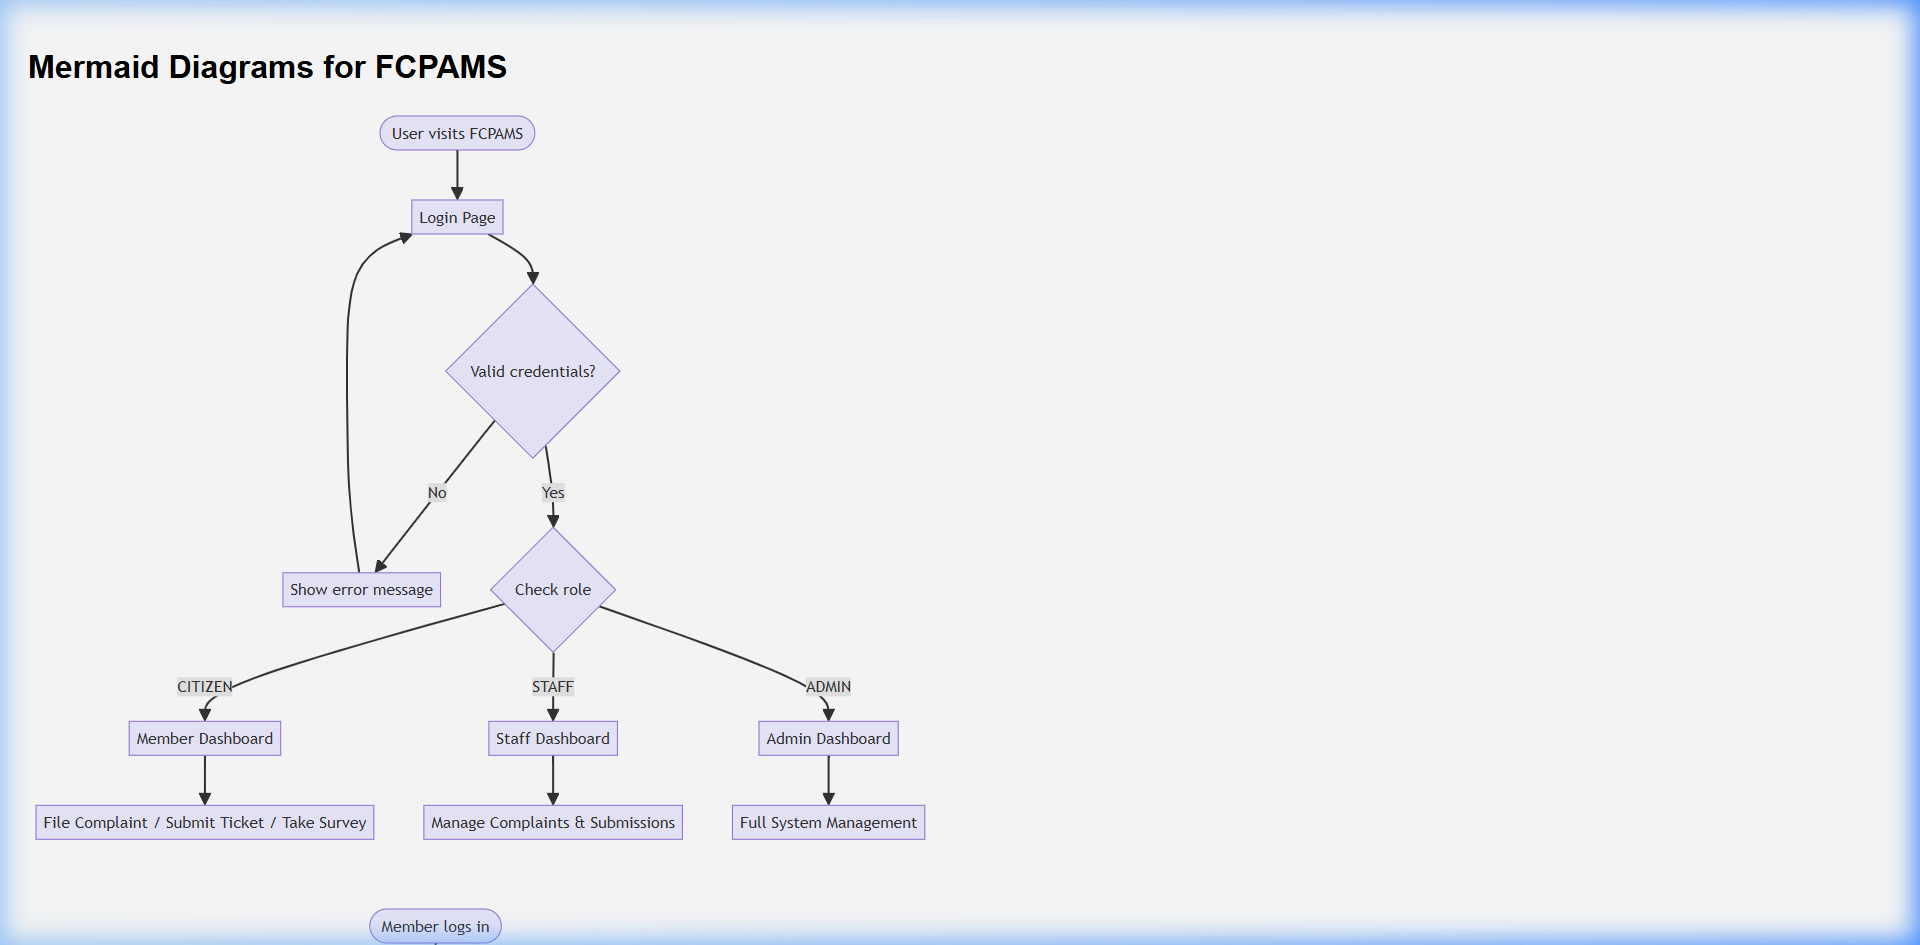 Mermaid Diagrams for FCPAMS
User visits FCPAMS
Login Page
Valid credentials?
No
Yes
Show error message
Check role
CITIZEN
STAFF
ADMIN
Member Dashboard
Staff Dashboard
Admin Dashboard
File Complaint / Submit Ticket / Take Survey
Manage Complaints & Submissions
Full System Management
Member logs in